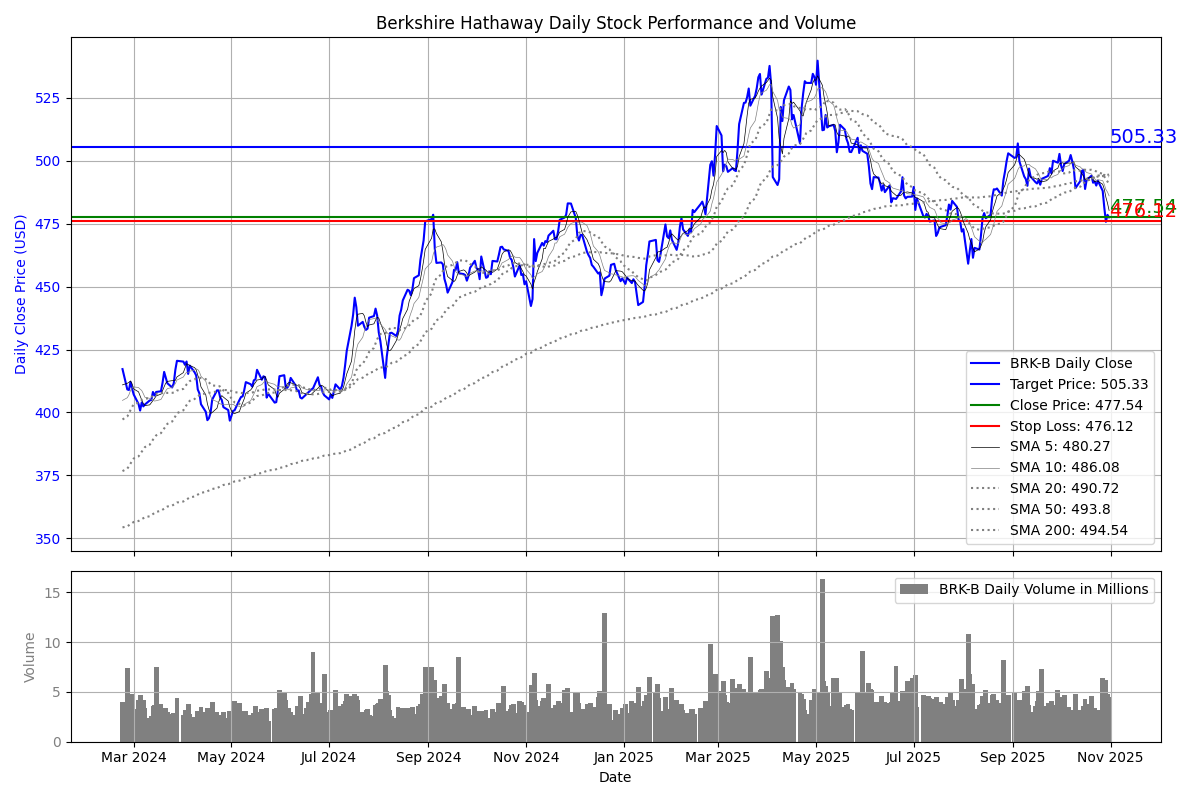 Berkshire Hathaway Daily Stock Performance and Volume
Daily Close Price (USD)
525
500
475
450
425
400
375
350
505.33
477.54
476.12
BRK-B Daily Close
Target Price: 505.33
Close Price: 477.54
Stop Loss: 476.12
SMA 5: 480.27
SMA 10: 486.08
SMA 20: 490.72
SMA 50: 493.8
SMA 200: 494.54
Volume
15
10
5
0
BRK-B Daily Volume in Millions
Mar 2024 May 2024 Jul 2024 Sep 2024 Nov 2024 Jan 2025 Mar 2025 May 2025 Jul 2025 Sep 2025 Nov 2025
Date